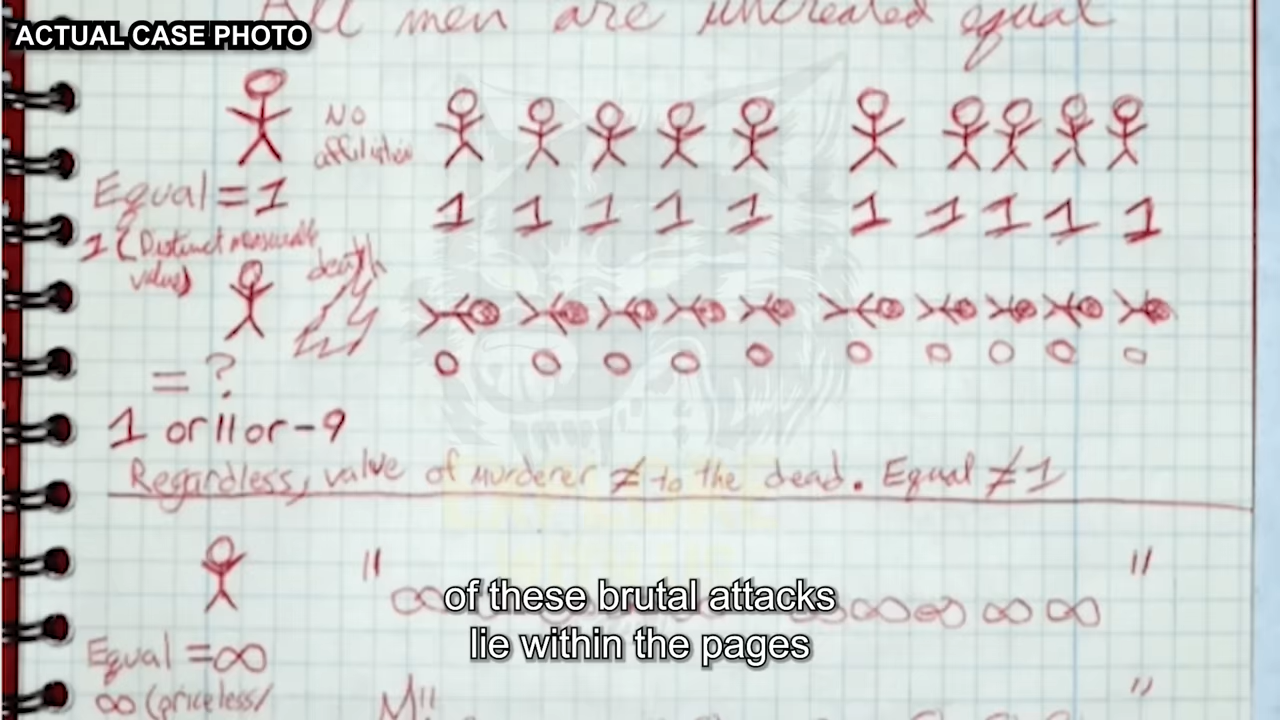 All men are uncreated equal
ACTUAL CASE PHOTO
No
affiliation
Equal = 1
1 1 1 1 1 1 1 1 1 1
1 (Distinct measurable
value)
death
0 0 0 0 0 0 0 0 0 0
= ?
1 or 11 or -9
Regardless, value of murderer ≠ to the dead. Equal ≠ 1
" "
of these brutal attacks
∞ ∞ ∞ ∞ ∞
lie within the pages
Equal = ∞
∞ (priceless/
"